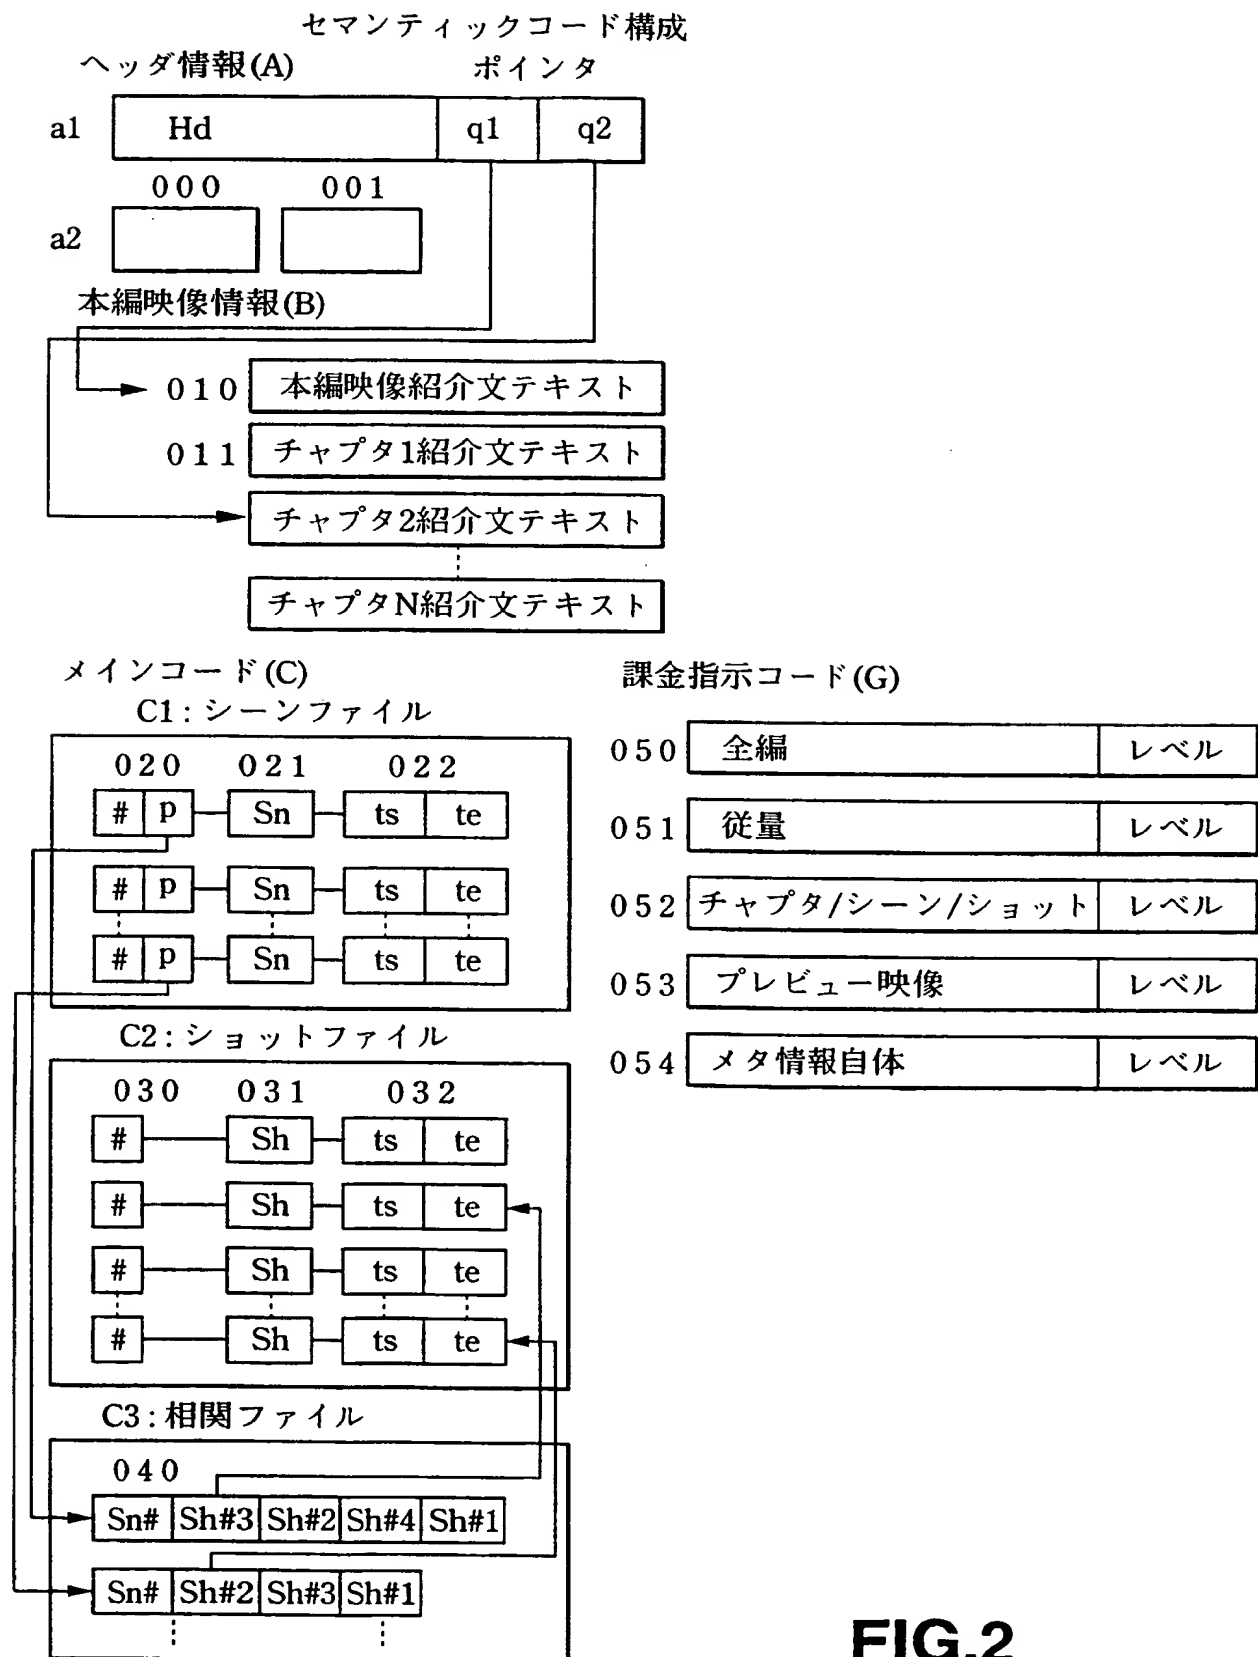 セマンティックコード構成
ヘッダ情報(A) ポインタ
a1 Hd q1 q2
000 001
a2
本編映像情報(B)
010 本編映像紹介文テキスト
011 チャプタ1紹介文テキスト
チャプタ2紹介文テキスト
チャプタN紹介文テキスト
メインコード(C)
C1:シーンファイル
020 021 022
# p Sn ts te
# p Sn ts te
# p Sn ts te
C2:ショットファイル
030 031 032
# Sh ts te
# Sh ts te
# Sh ts te
# Sh ts te
C3:相関ファイル
040
Sn# Sh#3 Sh#2 Sh#4 Sh#1
Sn# Sh#2 Sh#3 Sh#1
課金指示コード(G)
050 全編 レベル
051 従量 レベル
052 チャプタ/シーン/ショット レベル
053 プレビュー映像 レベル
054 メタ情報自体 レベル
FIG.2